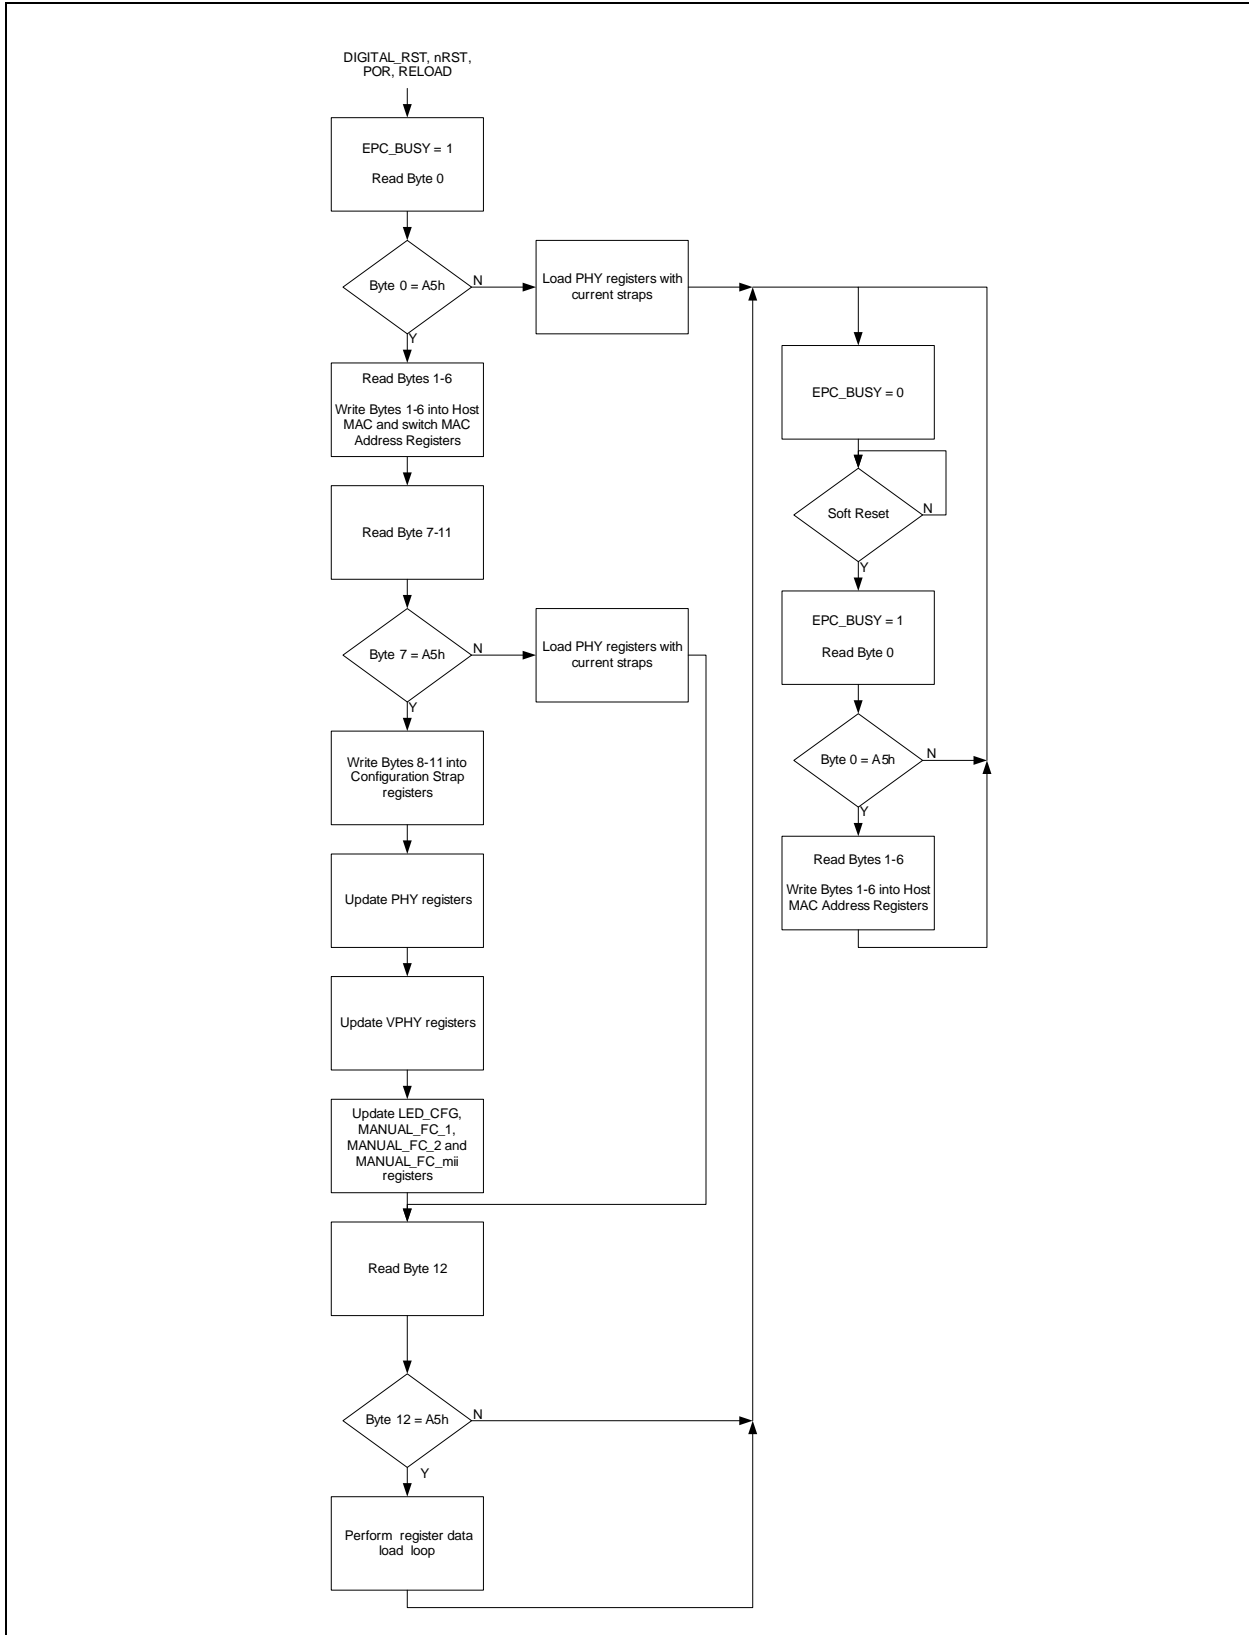 DIGITAL_RST, nRST,
POR, RELOAD
EPC_BUSY = 1
Read Byte 0
Byte 0 = A5h
N
Y
Load PHY registers with
current straps
Read Bytes 1-6
Write Bytes 1-6 into Host
MAC and switch MAC
Address Registers
Read Byte 7-11
Byte 7 = A5h
N
Y
Load PHY registers with
current straps
Write Bytes 8-11 into
Configuration Strap
registers
Update PHY registers
Update VPHY registers
Update LED_CFG,
MANUAL_FC_1,
MANUAL_FC_2 and
MANUAL_FC_mii
registers
Read Byte 12
Byte 12 = A5h
N
Y
Perform register data
load loop
EPC_BUSY = 0
Soft Reset
N
Y
EPC_BUSY = 1
Read Byte 0
Byte 0 = A5h
N
Y
Read Bytes 1-6
Write Bytes 1-6 into Host
MAC Address Registers